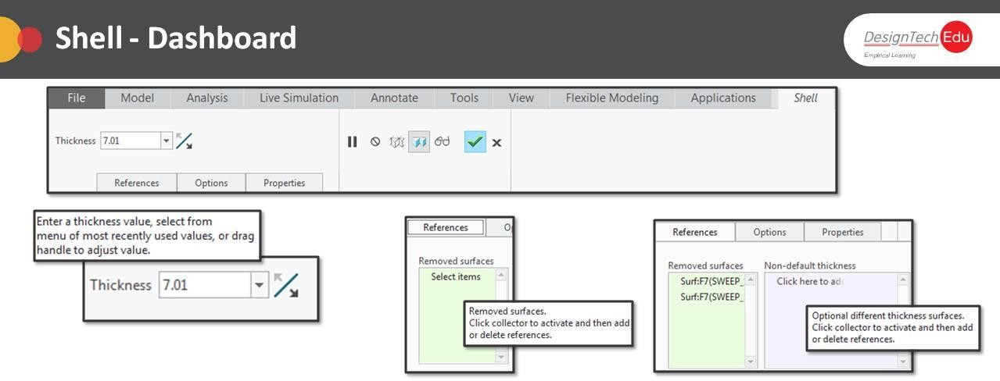 Shell - Dashboard
DesignTech Edu
Empirical Learning
File Model Analysis Live Simulation Annotate Tools View Flexible Modeling Applications Shell
Thickness 7.01
References Options Properties
Enter a thickness value, select from
menu of most recently used values, or drag
handle to adjust value.
Thickness 7.01
References
Removed surfaces
Select items
Removed surfaces.
Click collector to activate and then add
or delete references.
References Options Properties
Removed surfaces Non-default thickness
Surf:F7(SWEEP_ Click here to
Surf:F7(SWEEP_
Optional different thickness surfaces.
Click collector to activate and then add
or delete references.